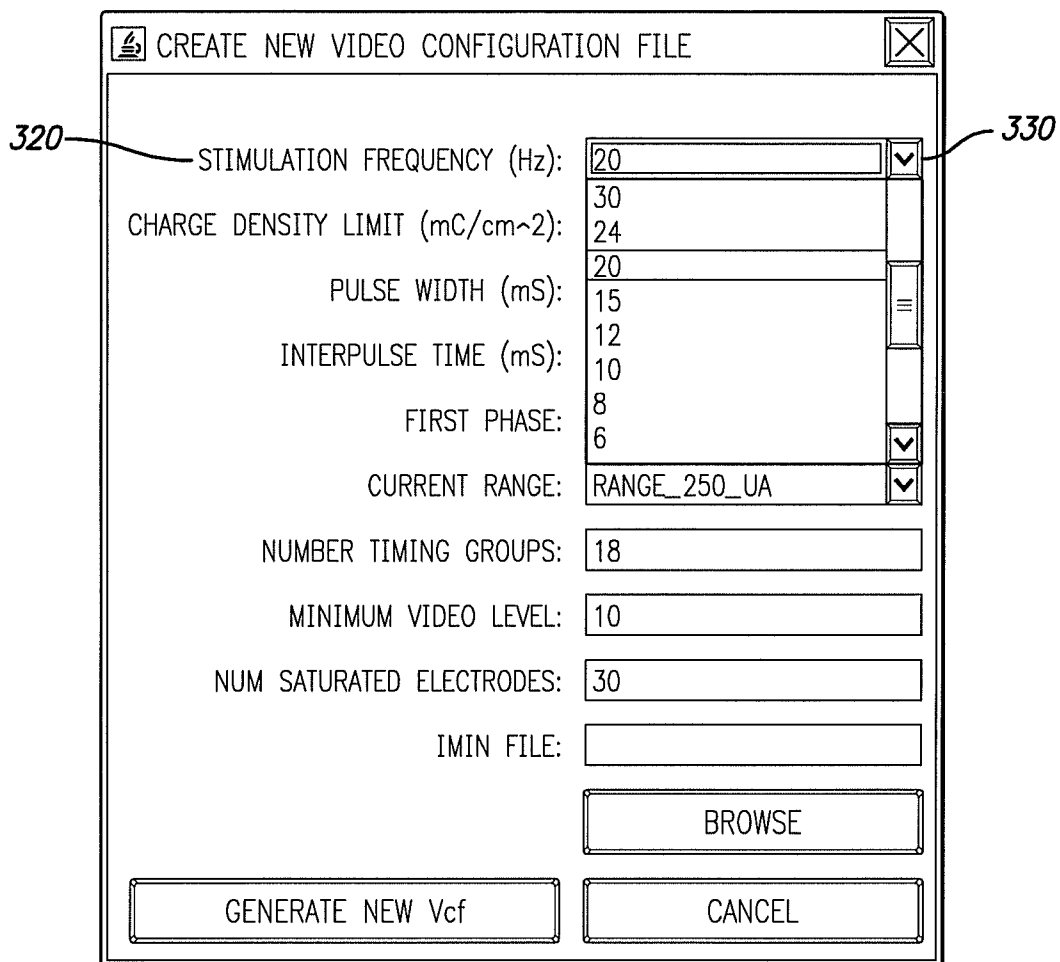 CREATE NEW VIDEO CONFIGURATION FILE
320
STIMULATION FREQUENCY (Hz): 20
330
30
CHARGE DENSITY LIMIT (mC/cm~2):
24
20
PULSE WIDTH (mS):
15
12
INTERPULSE TIME (mS):
10
8
FIRST PHASE:
6
CURRENT RANGE: RANGE_250_UA
NUMBER TIMING GROUPS: 18
MINIMUM VIDEO LEVEL: 10
NUM SATURATED ELECTRODES: 30
IMIN FILE:
BROWSE
GENERATE NEW Vcf
CANCEL